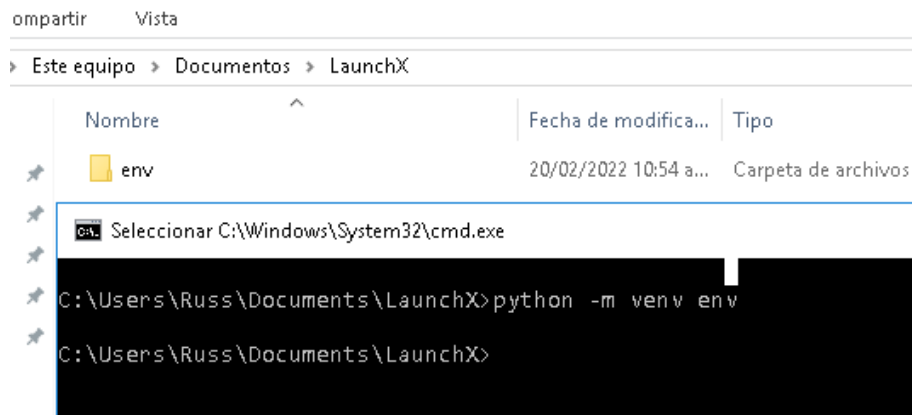 ompartir Vista
Este equipo > Documentos > LaunchX
Nombre Fecha de modifica... Tipo
env 20/02/2022 10:54 a... Carpeta de archivos
Seleccionar C:\Windows\System32\cmd.exe
C:\Users\Russ\Documents\LaunchX>python -m venv env
C:\Users\Russ\Documents\LaunchX>